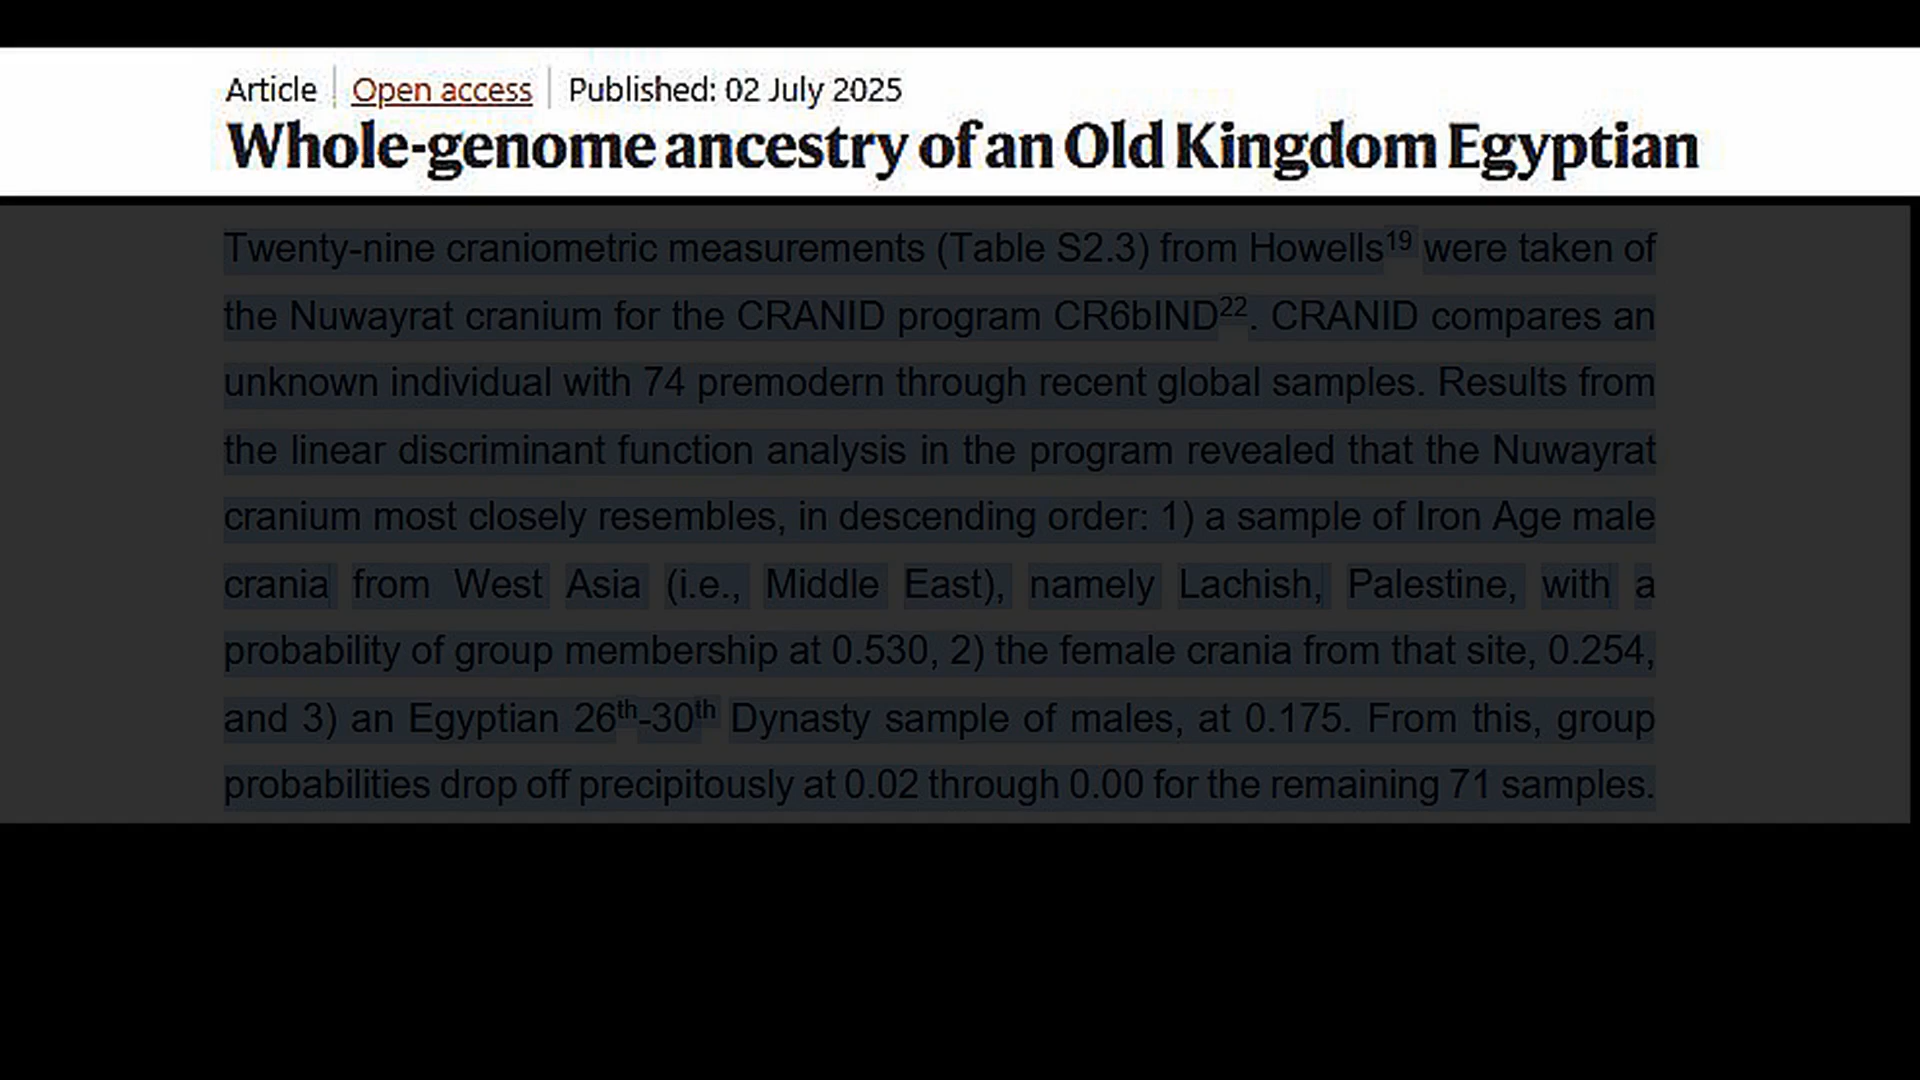 Article | Open access | Published: 02 July 2025
Whole-genome ancestry of an Old Kingdom Egyptian
Twenty-nine craniometric measurements (Table S2.3) from Howells19 were taken of
the Nuwayrat cranium for the CRANID program CR6bIND22. CRANID compares an
unknown individual with 74 premodern through recent global samples. Results from
the linear discriminant function analysis in the program revealed that the Nuwayrat
cranium most closely resembles, in descending order: 1) a sample of Iron Age male
crania from West Asia (i.e., Middle East), namely Lachish, Palestine, with a
probability of group membership at 0.530, 2) the female crania from that site, 0.254,
and 3) an Egyptian 26th-30th Dynasty sample of males, at 0.175. From this, group
probabilities drop off precipitously at 0.02 through 0.00 for the remaining 71 samples.